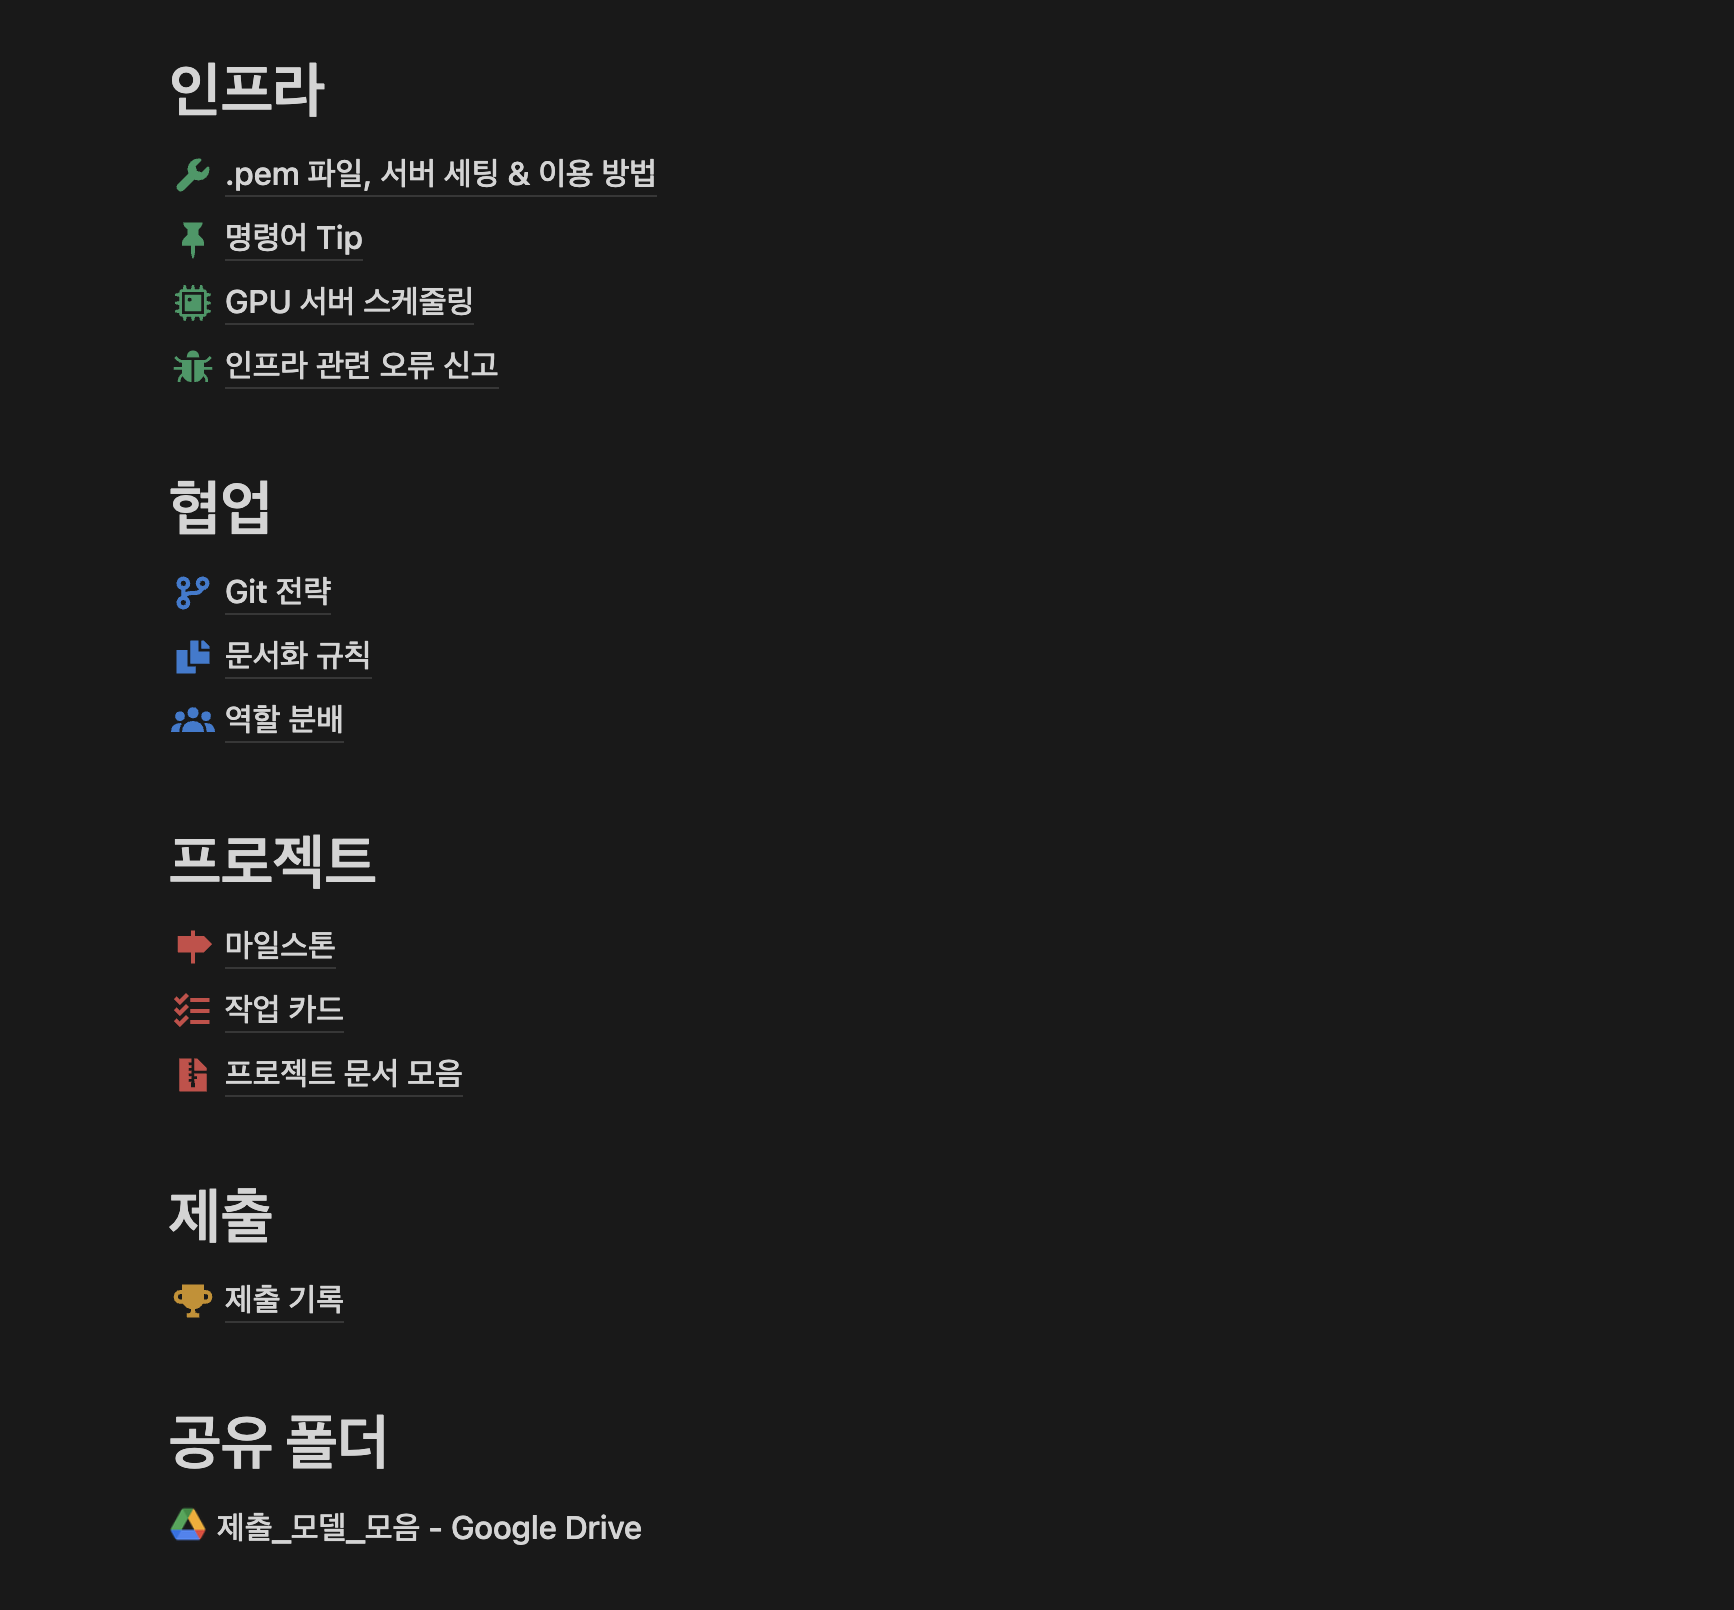 인프라
.pem 파일, 서버 세팅 & 이용 방법
명령어 Tip
GPU 서버 스케줄링
인프라 관련 오류 신고
협업
Git 전략
문서화 규칙
역할 분배
프로젝트
마일스톤
작업 카드
프로젝트 문서 모음
제출
제출 기록
공유 폴더
제출_모델_모음 - Google Drive